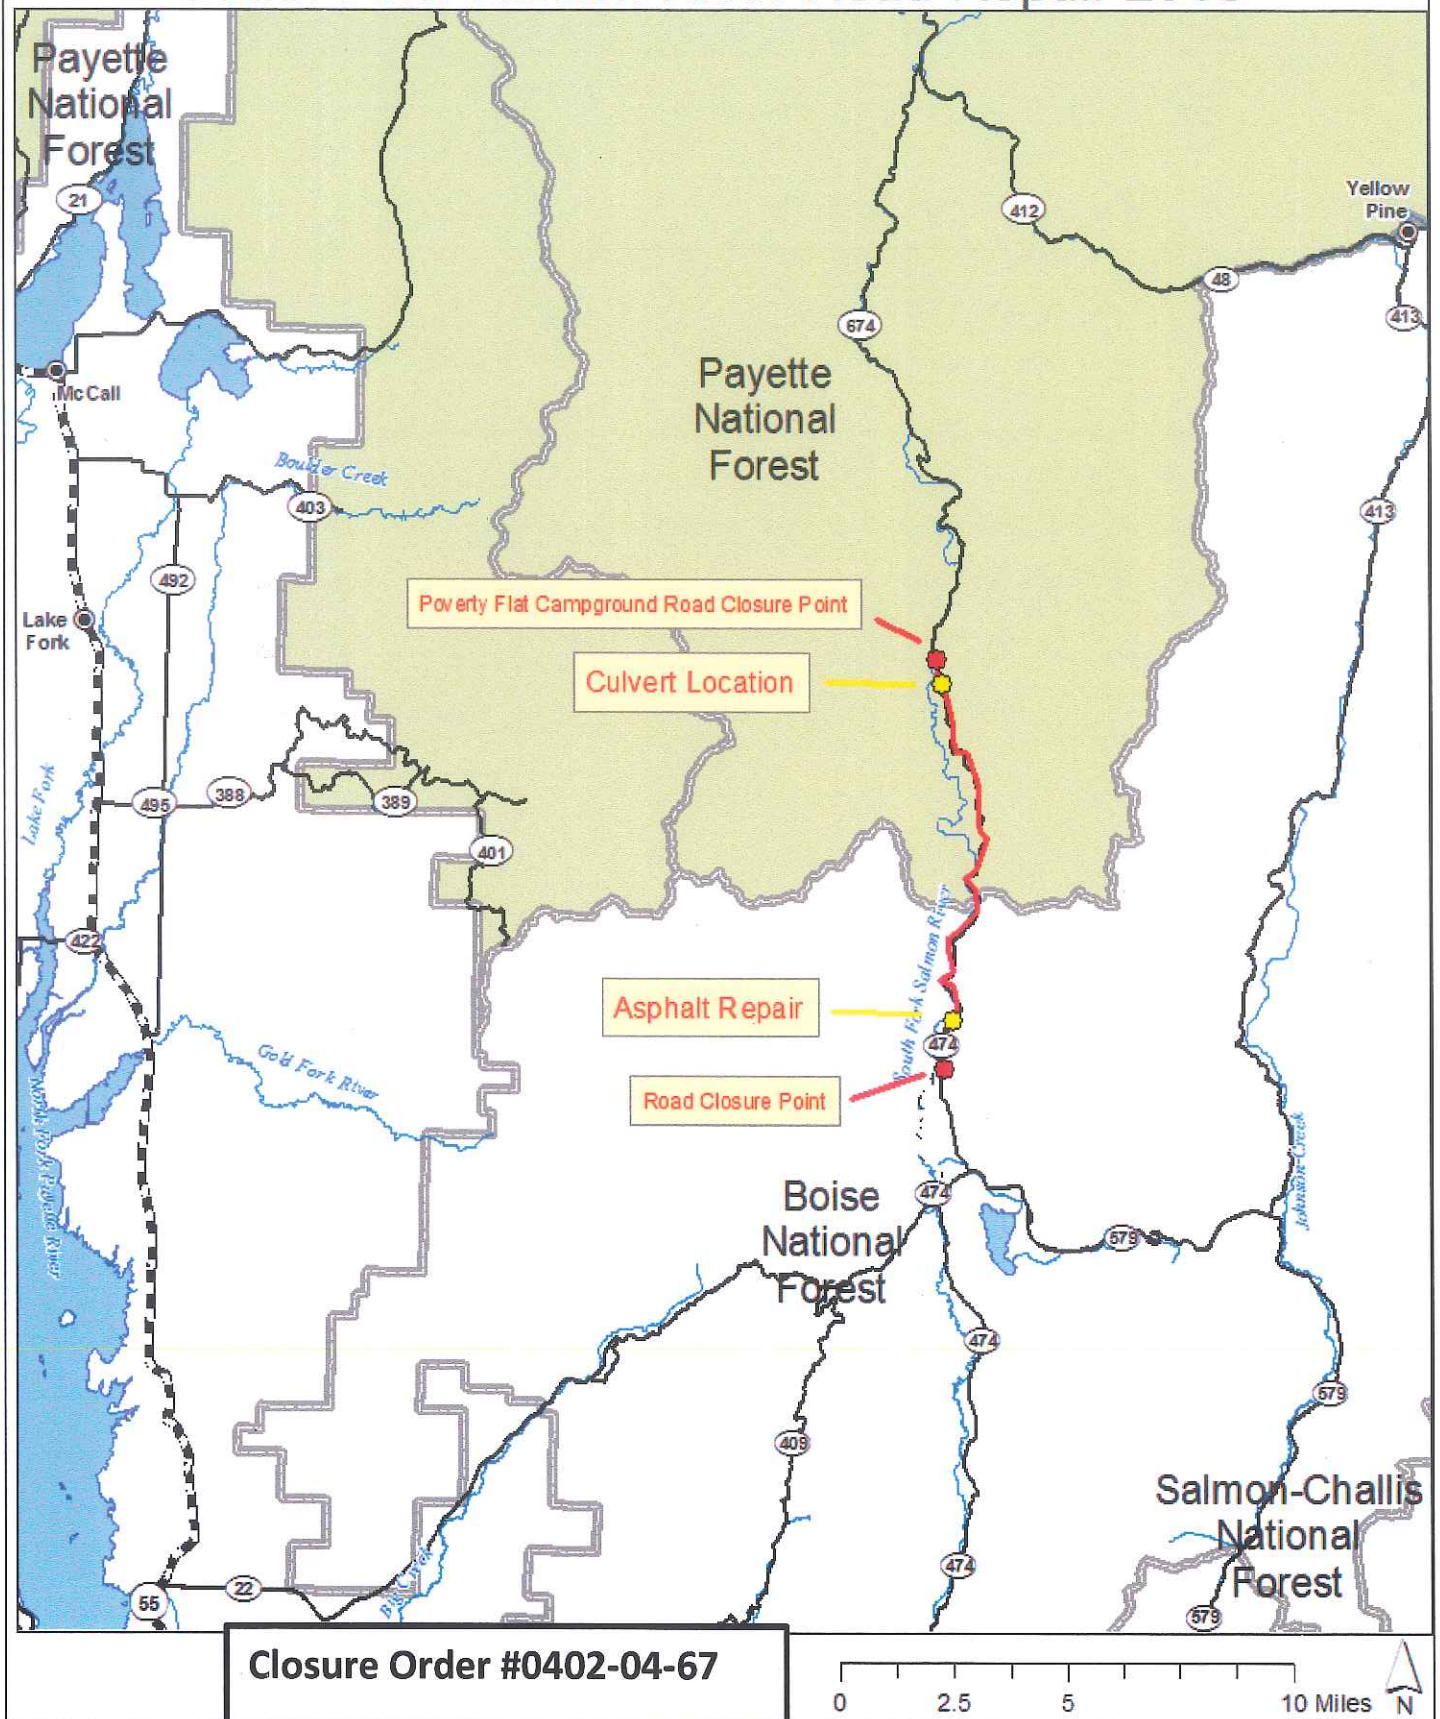 Payette
National
Forest
21
412
Yellow
Pine
48
413
674
Payette
National
Forest
McCall
Boulder Creek
403
413
492
Poverty Flat Campground Road Closure Point
Lake
Fork
Culvert Location
Lake Fork
495
388
389
401
422
South Fork Salmon River
Asphalt Repair
474
Gold Fork River
Road Closure Point
North Fork Payette River
Johnson Creek
Boise
National
Forest
474
579
474
579
409
Salmon-Challis
National
Forest
474
Big Creek
22
55
579
Closure Order #0402-04-67
0 2.5 5 10 Miles
N